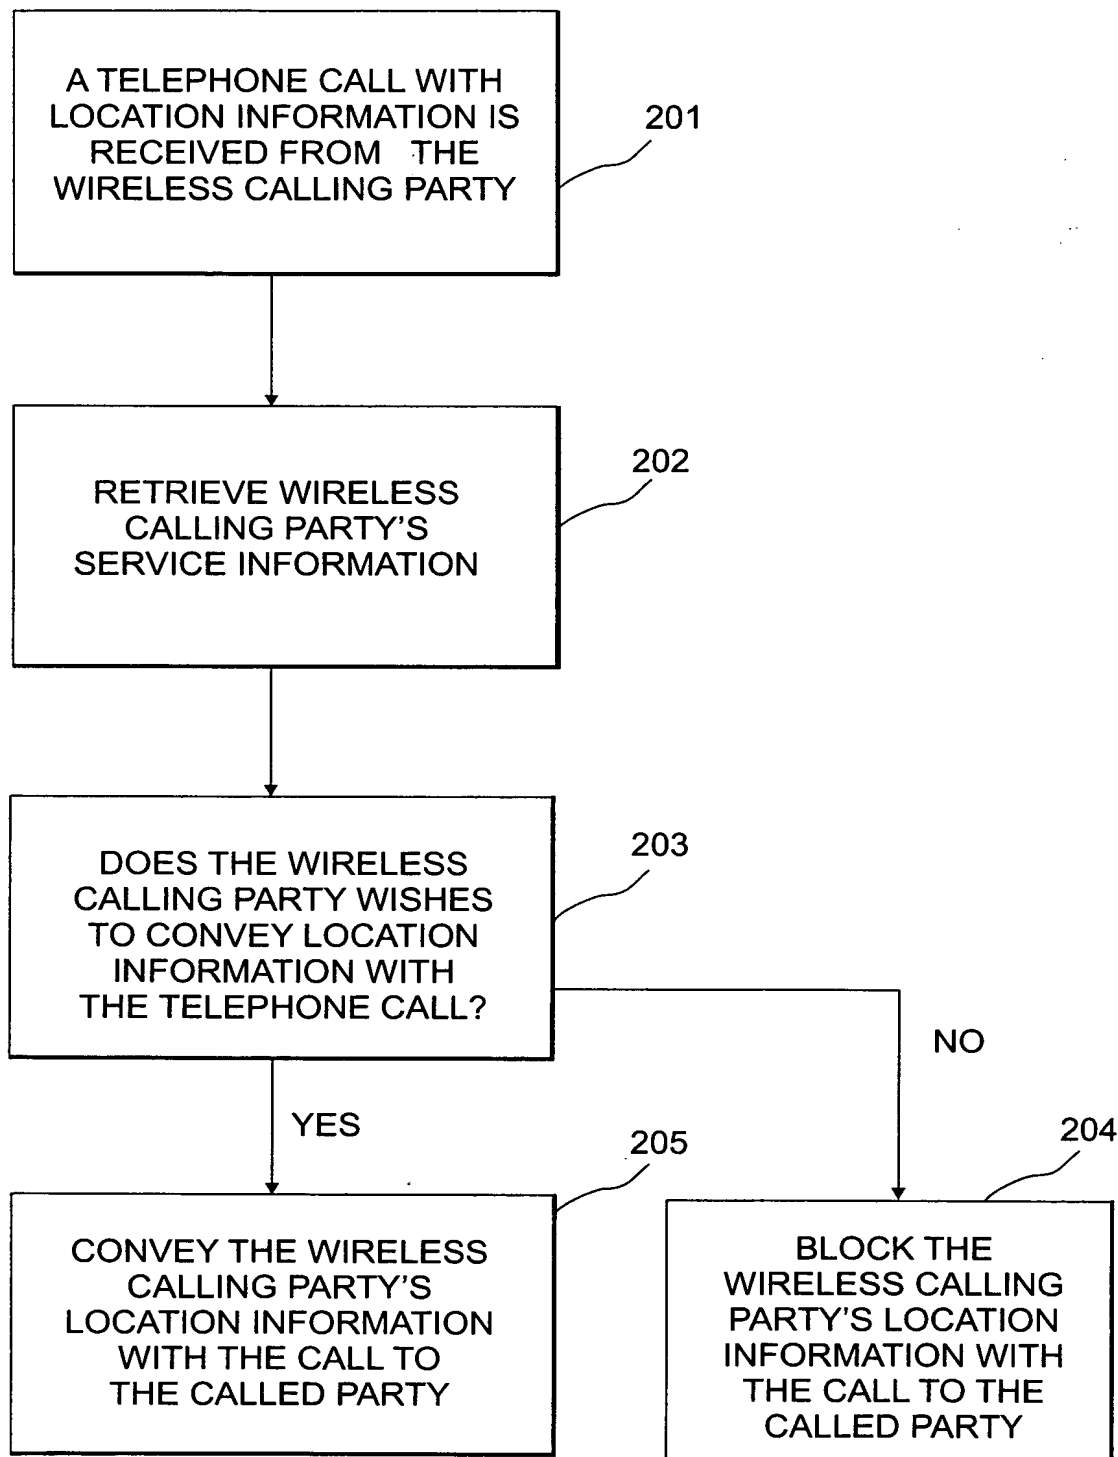 A TELEPHONE CALL WITH
LOCATION INFORMATION IS
RECEIVED FROM THE
WIRELESS CALLING PARTY
201
RETRIEVE WIRELESS
CALLING PARTY'S
SERVICE INFORMATION
202
DOES THE WIRELESS
CALLING PARTY WISHES
TO CONVEY LOCATION
INFORMATION WITH
THE TELEPHONE CALL?
203
NO
YES
205
CONVEY THE WIRELESS
CALLING PARTY'S
LOCATION INFORMATION
WITH THE CALL TO
THE CALLED PARTY
204
BLOCK THE
WIRELESS CALLING
PARTY'S LOCATION
INFORMATION WITH
THE CALL TO THE
CALLED PARTY